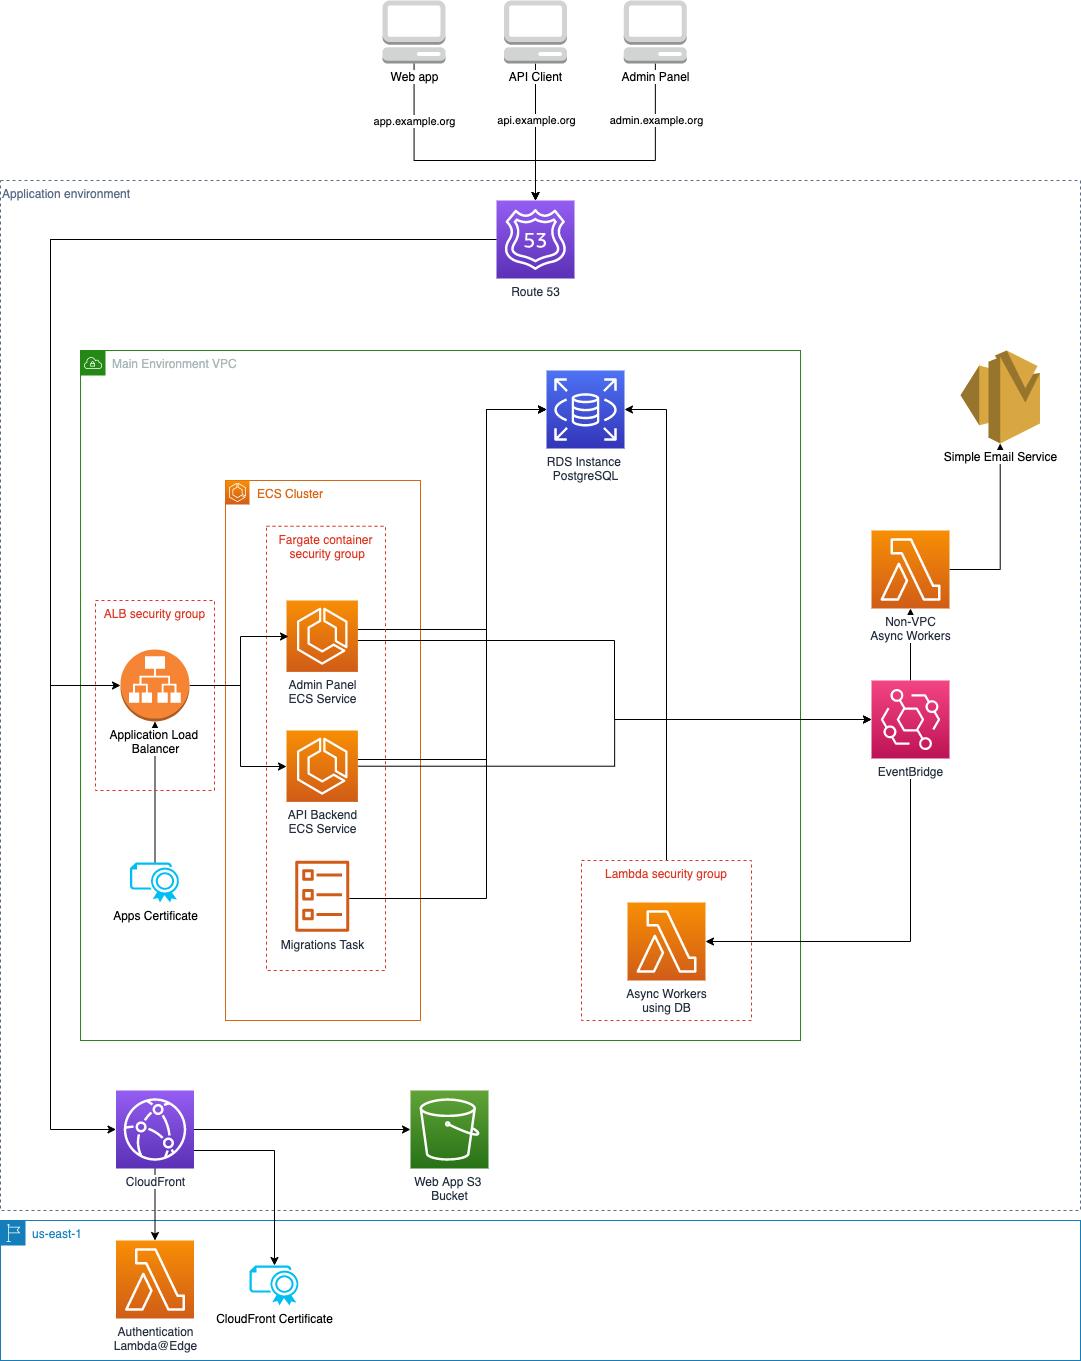 Web app
API Client
Admin Panel
app.example.org
api.example.org
admin.example.org
Application environment
53
Route 53
Main Environment VPC
RDS Instance
PostgreSQL
Simple Email Service
ECS Cluster
Fargate container
security group
ALB security group
Non-VPC
Async Workers
Admin Panel
ECS Service
Application Load
Balancer
EventBridge
API Backend
ECS Service
Lambda security group
Apps Certificate
Migrations Task
Async Workers
using DB
CloudFront
Web App S3
Bucket
us-east-1
CloudFront Certificate
Authentication
Lambda@Edge